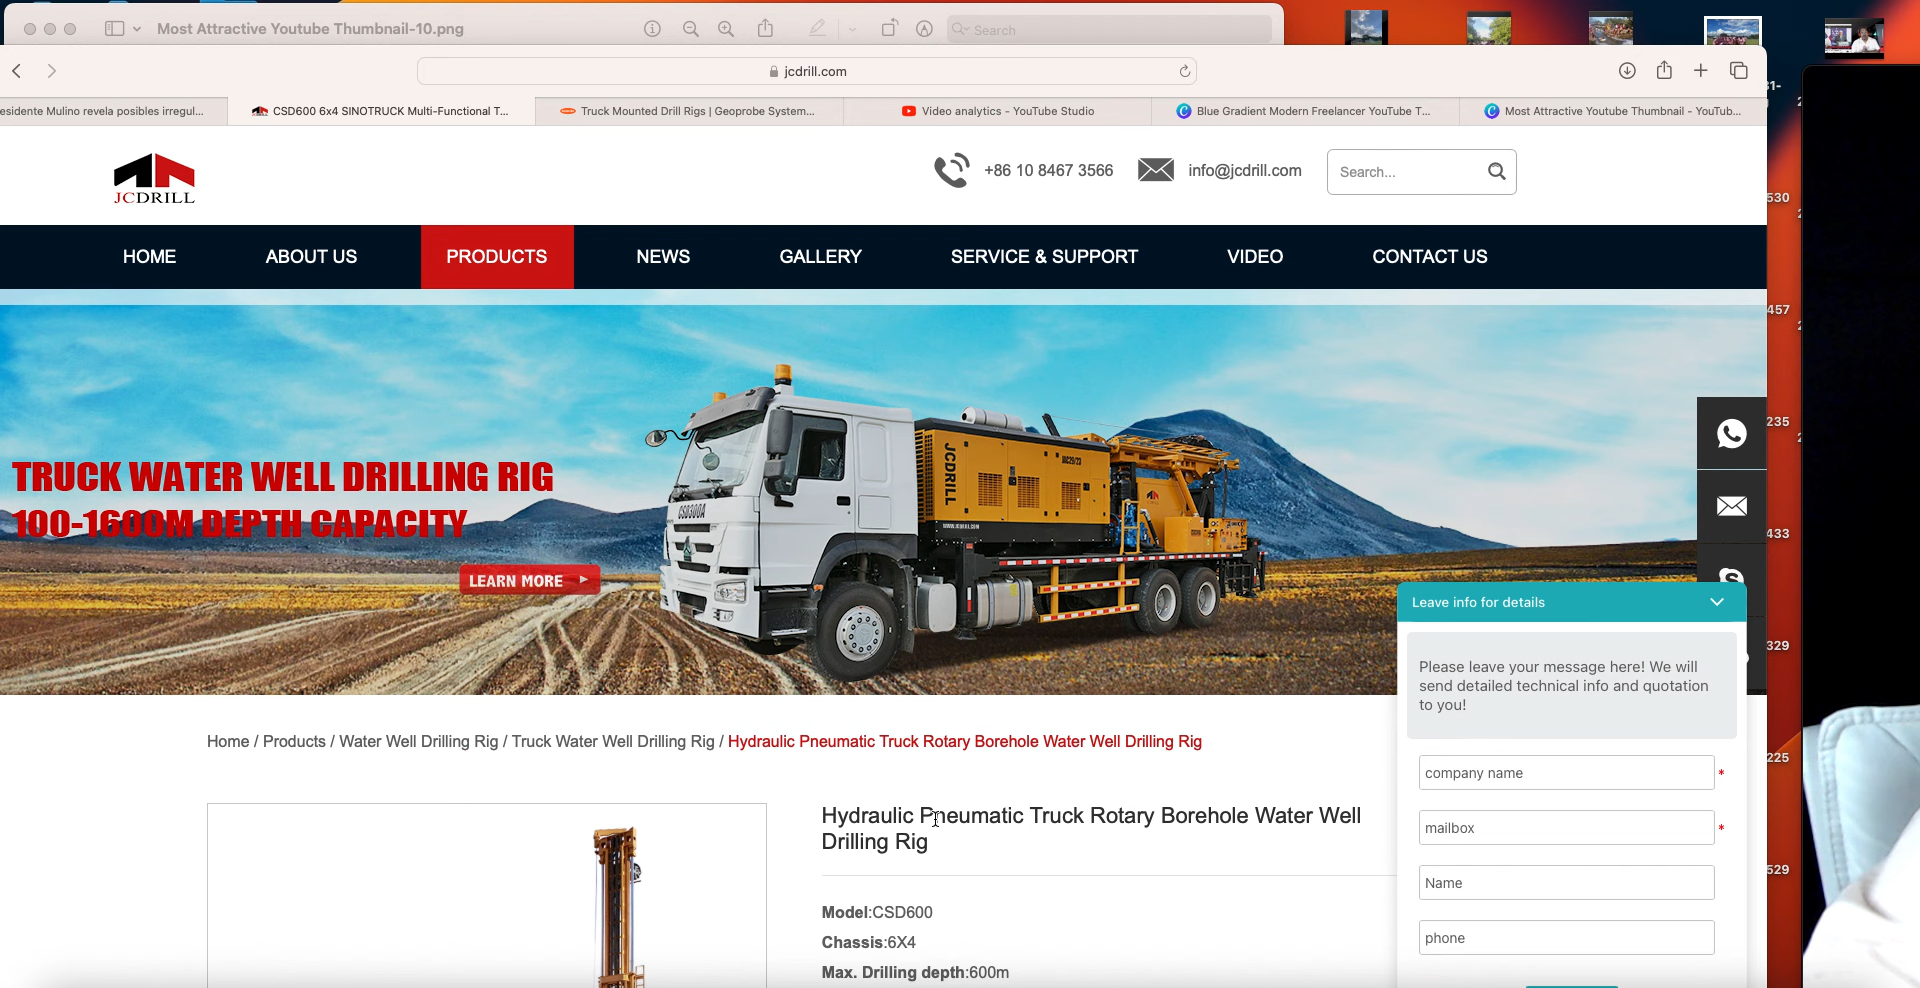 Most Attractive Youtube Thumbnail-10.png
Search
jcdrill.com
esidente Mulino revela posibles irregul...
CSD600 6x4 SINOTRUCK Multi-Functional T...
Truck Mounted Drill Rigs | Geoprobe System...
Video analytics - YouTube Studio
Blue Gradient Modern Freelancer YouTube T...
Most Attractive Youtube Thumbnail - YouTub...
JCDRILL
+86 10 8467 3566
info@jcdrill.com
Search...
HOME
ABOUT US
PRODUCTS
NEWS
GALLERY
SERVICE & SUPPORT
VIDEO
CONTACT US
TRUCK WATER WELL DRILLING RIG
100-1600M DEPTH CAPACITY
LEARN MORE
CSD300A
JCDRILL
WWW.JCDRILL.COM
530
457
235
433
329
225
529
Leave info for details
Please leave your message here! We will
send detailed technical info and quotation
to you!
company name *
mailbox *
Name
phone
Home / Products / Water Well Drilling Rig / Truck Water Well Drilling Rig / Hydraulic Pneumatic Truck Rotary Borehole Water Well Drilling Rig
Hydraulic Pneumatic Truck Rotary Borehole Water Well
Drilling Rig
Model:CSD600
Chassis:6X4
Max. Drilling depth:600m